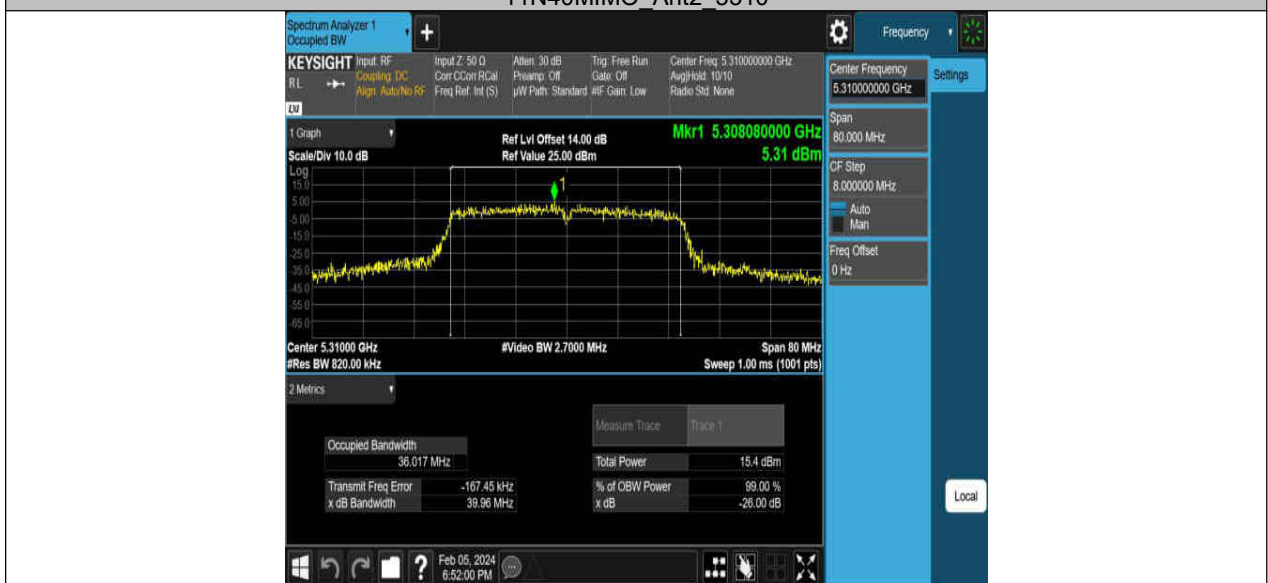 11N40MIMO_Ant2_5310
Spectrum Analyzer 1
Occupied BW
+
Frequency
KEYSIGHT
RL
LXI
Input: RF
Coupling: DC
Align: Auto/No RF
Input Z: 50 Ω
Corr CCorr RCal
Freq Ref: Int (S)
Atten: 30 dB
Preamp: Off
µW Path: Standard
Trig: Free Run
Gate: Off
#IF Gain: Low
Center Freq: 5.310000000 GHz
Avg|Hold: 10/10
Radio Std: None
1 Graph
Scale/Div 10.0 dB
Ref Lvl Offset 14.00 dB
Ref Value 25.00 dBm
Mkr1 5.308080000 GHz
5.31 dBm
Log
15.0
5.00
-5.00
-15.0
-25.0
-35.0
-45.0
-55.0
-65.0
1
Center 5.31000 GHz
#Res BW 820.00 kHz
#Video BW 2.7000 MHz
Span 80 MHz
Sweep 1.00 ms (1001 pts)
2 Metrics
Measure Trace Trace 1
Occupied Bandwidth
36.017 MHz
Total Power 15.4 dBm
Transmit Freq Error -167.45 kHz
% of OBW Power 99.00 %
x dB Bandwidth 39.96 MHz
x dB -26.00 dB
Center Frequency
5.310000000 GHz
Settings
Span
80.000 MHz
CF Step
8.000000 MHz
Auto
Man
Freq Offset
0 Hz
Local
?
Feb 05, 2024
6:52:00 PM